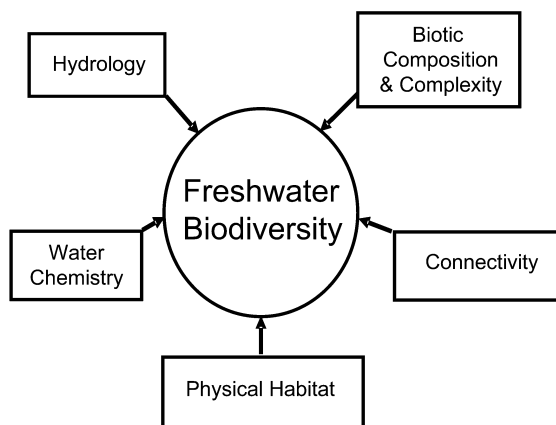 Hydrology
Biotic
Composition
& Complexity
Freshwater
Biodiversity
Water
Chemistry
Connectivity
Physical Habitat